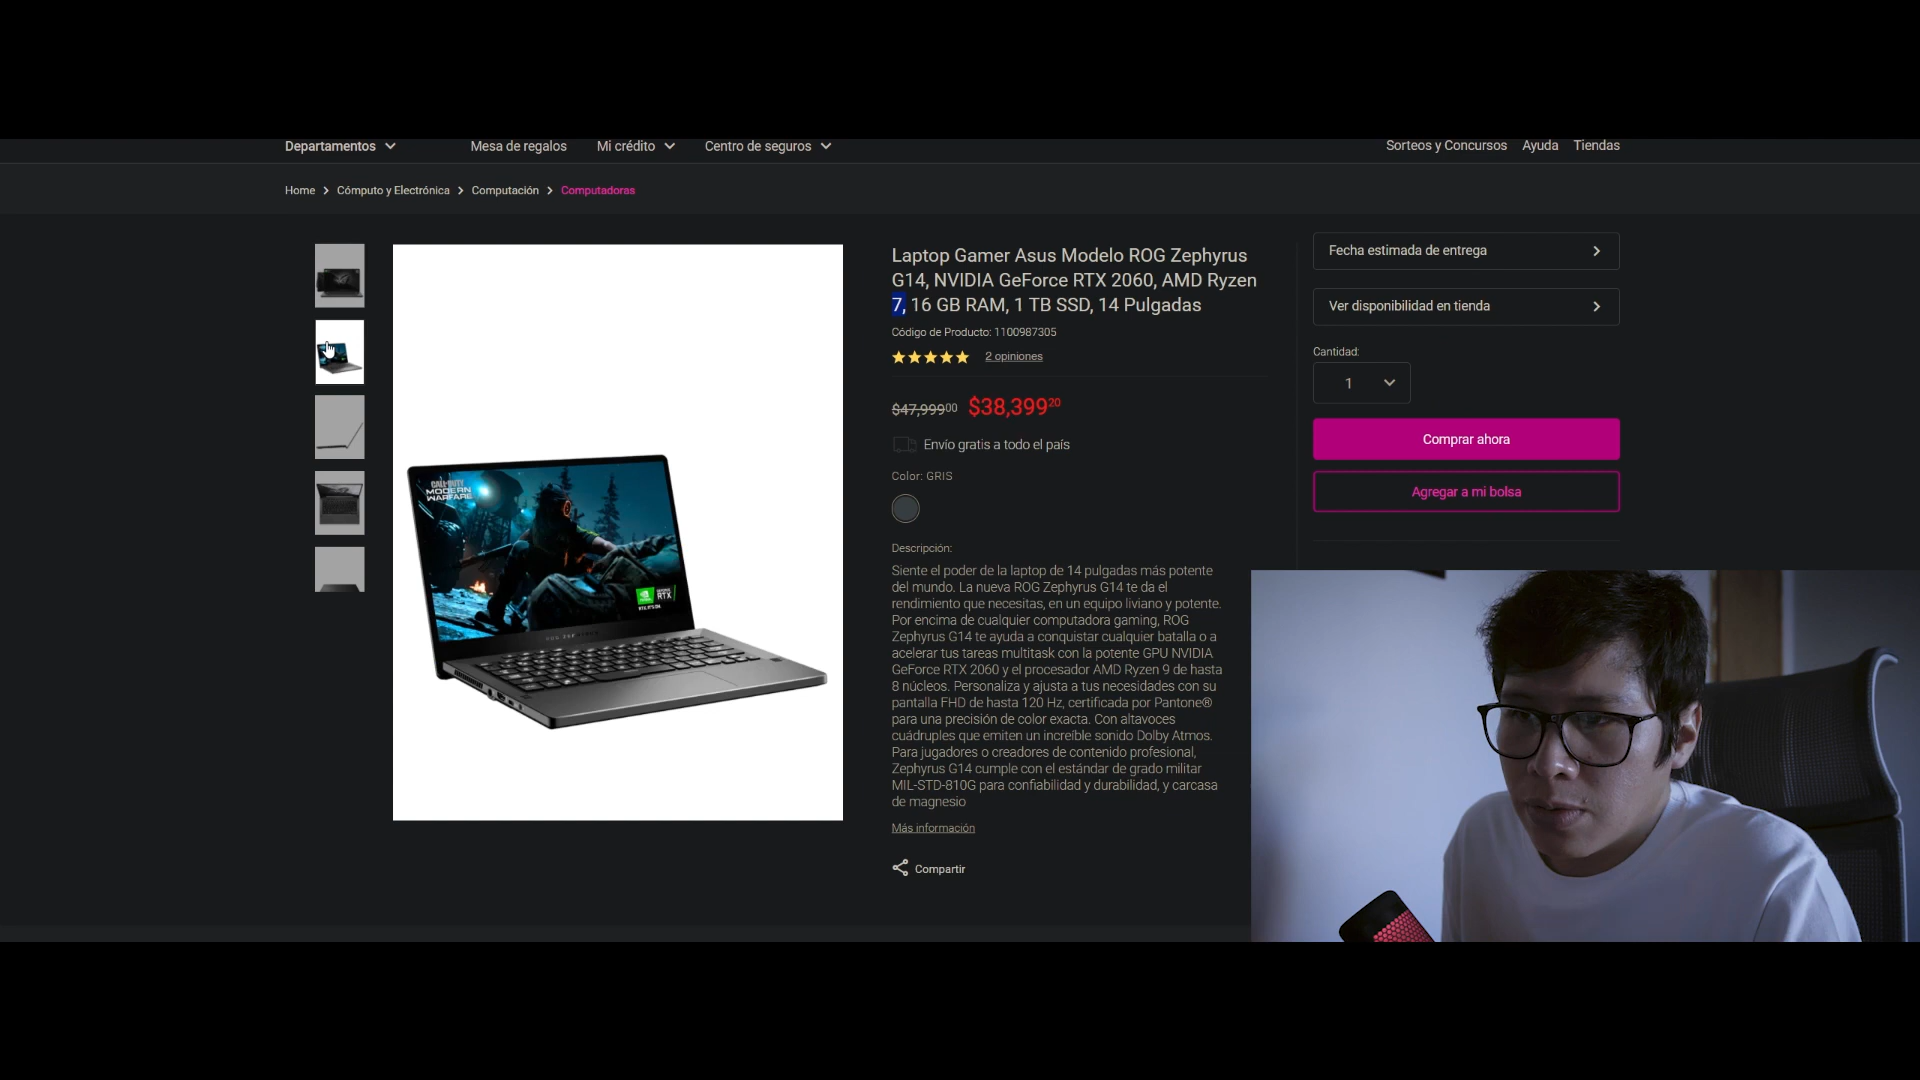 Departamentos
Mesa de regalos
Mi crédito
Centro de seguros
Sorteos y Concursos
Ayuda
Tiendas
Home > Cómputo y Electrónica > Computación > Computadoras
Laptop Gamer Asus Modelo ROG Zephyrus
G14, NVIDIA GeForce RTX 2060, AMD Ryzen
7, 16 GB RAM, 1 TB SSD, 14 Pulgadas
Código de Producto: 1100987305
2 opiniones
$47,99900 $38,39920
Envío gratis a todo el país
Color: GRIS
Descripción:
Siente el poder de la laptop de 14 pulgadas más potente
del mundo. La nueva ROG Zephyrus G14 te da el
rendimiento que necesitas, en un equipo liviano y potente.
Por encima de cualquier computadora gaming, ROG
Zephyrus G14 te ayuda a conquistar cualquier batalla o a
acelerar tus tareas multitask con la potente GPU NVIDIA
GeForce RTX 2060 y el procesador AMD Ryzen 9 de hasta
8 núcleos. Personaliza y ajusta a tus necesidades con su
pantalla FHD de hasta 120 Hz, certificada por Pantone®
para una precisión de color exacta. Con altavoces
cuádruples que emiten un increíble sonido Dolby Atmos.
Para jugadores o creadores de contenido profesional,
Zephyrus G14 cumple con el estándar de grado militar
MIL-STD-810G para confiabilidad y durabilidad, y carcasa
de magnesio
Más información
Compartir
Fecha estimada de entrega
Ver disponibilidad en tienda
Cantidad:
1
Comprar ahora
Agregar a mi bolsa
CALL OF DUTY
MODERN
WARFARE
RTX